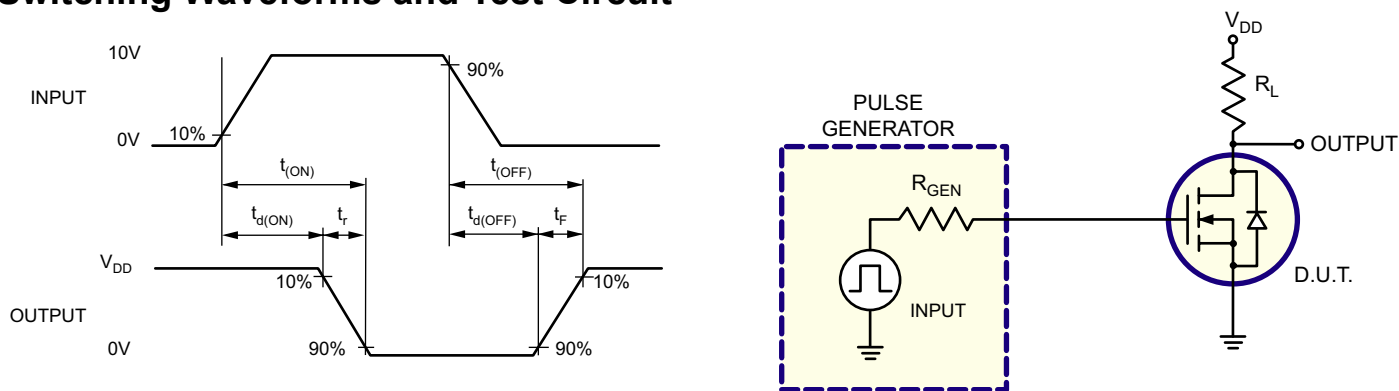 Switching Waveforms and Test Circuit
10V
INPUT
0V
10%
90%
t(ON)
t(OFF)
td(ON)
tr
td(OFF)
tF
VDD
OUTPUT
0V
10%
10%
90%
90%
PULSE
GENERATOR
RGEN
INPUT
VDD
RL
OUTPUT
D.U.T.